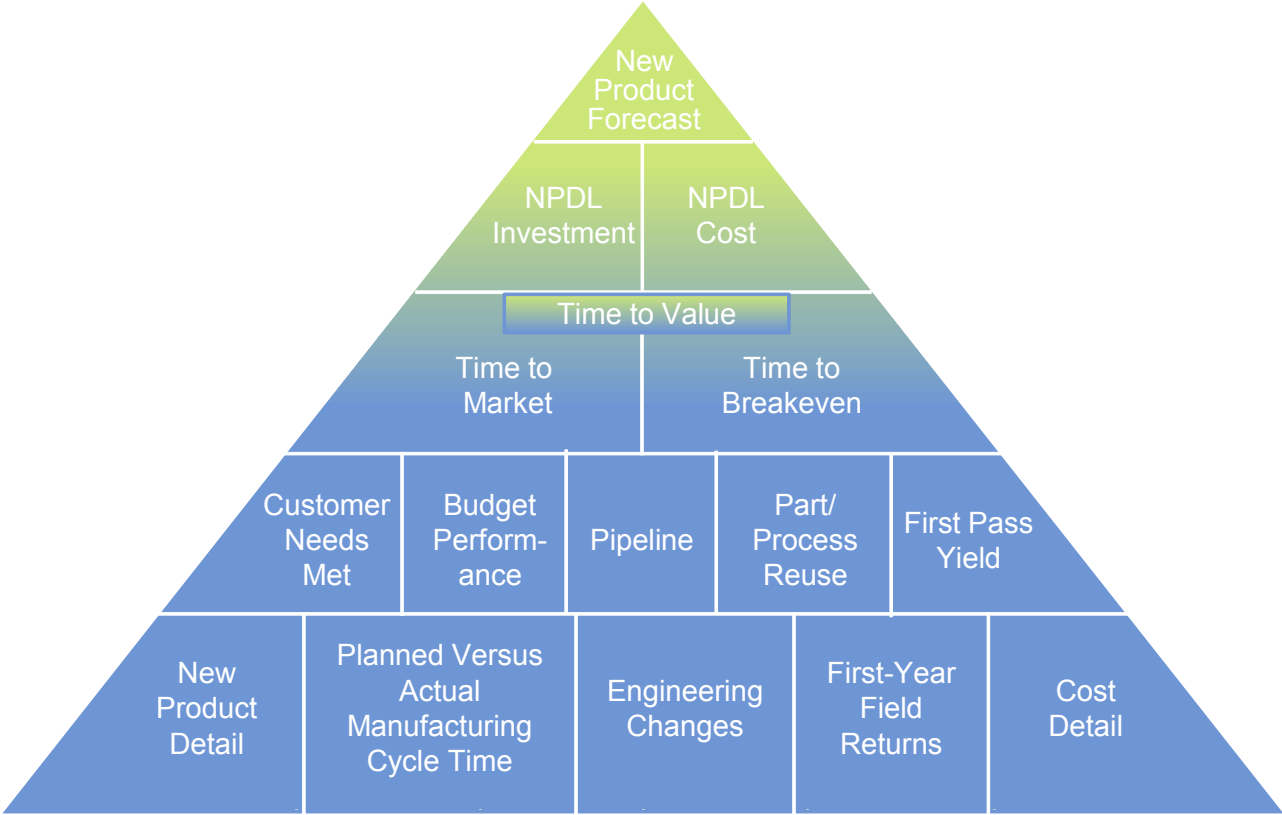 New
Product
Forecast
NPDL
Investment
NPDL
Cost
Time to Value
Time to
Market
Time to
Breakeven
Customer
Needs
Met
Budget
Perform-
ance
Pipeline
Part/
Process
Reuse
First Pass
Yield
New
Product
Detail
Planned Versus
Actual
Manufacturing
Cycle Time
Engineering
Changes
First-Year
Field
Returns
Cost
Detail